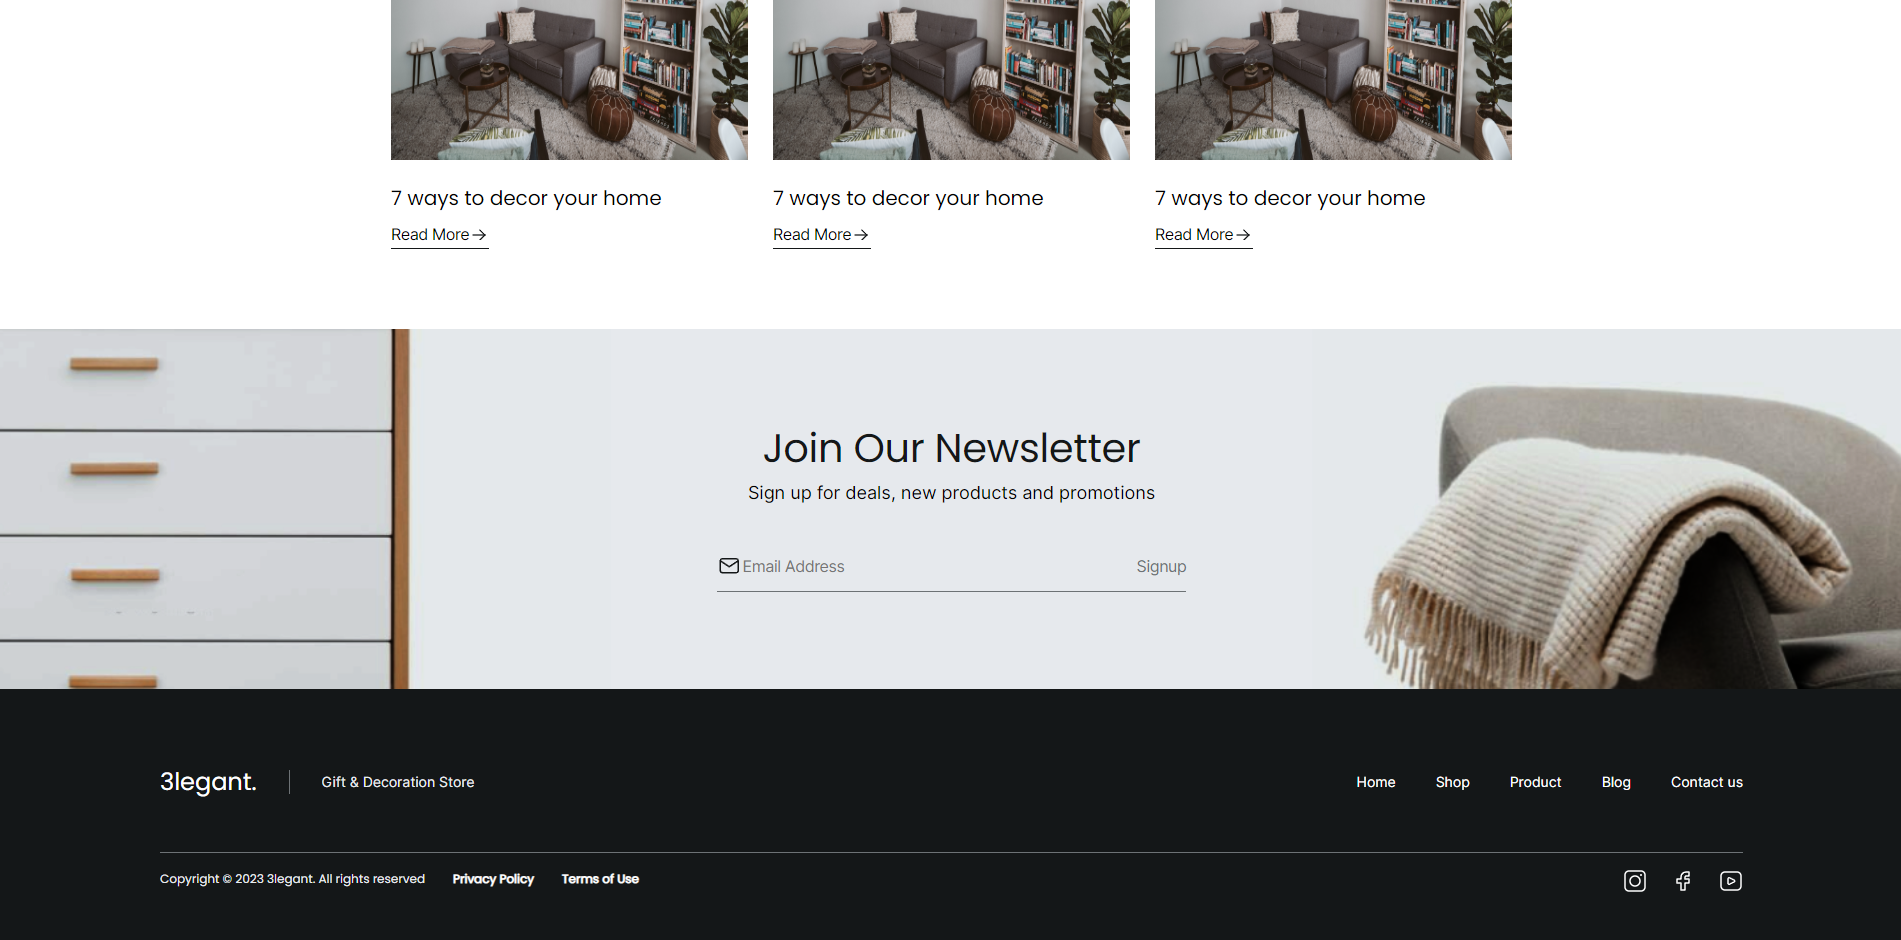 7 ways to decor your home
7 ways to decor your home
7 ways to decor your home
Read More
Read More
Read More
Join Our Newsletter
Sign up for deals, new products and promotions
Email Address
Signup
3legant.
Gift & Decoration Store
Home
Shop
Product
Blog
Contact us
Copyright © 2023 3legant. All rights reserved
Privacy Policy
Terms of Use